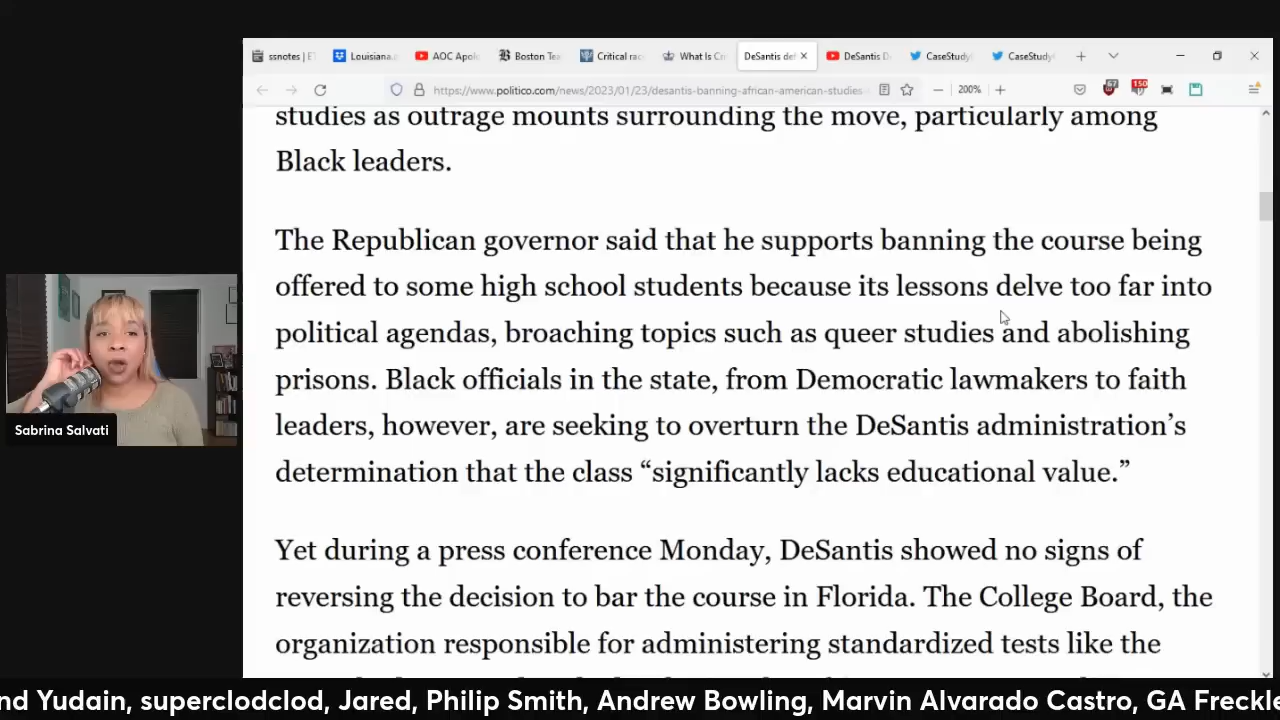 ssnotes | E
Louisiana.
AOC Apol
Boston Tea
Critical rac
What Is Cr
DeSantis def
DeSantis D
CaseStudy
CaseStudy
https://www.politico.com/news/2023/01/23/desantis-banning-african-american-studies
200%
57
150
studies as outrage mounts surrounding the move, particularly among
Black leaders.
The Republican governor said that he supports banning the course being
offered to some high school students because its lessons delve too far into
political agendas, broaching topics such as queer studies and abolishing
prisons. Black officials in the state, from Democratic lawmakers to faith
leaders, however, are seeking to overturn the DeSantis administration’s
determination that the class “significantly lacks educational value.”
Yet during a press conference Monday, DeSantis showed no signs of
reversing the decision to bar the course in Florida. The College Board, the
organization responsible for administering standardized tests like the
Sabrina Salvati
nd Yudain, superclodclod, Jared, Philip Smith, Andrew Bowling, Marvin Alvarado Castro, GA Freckle